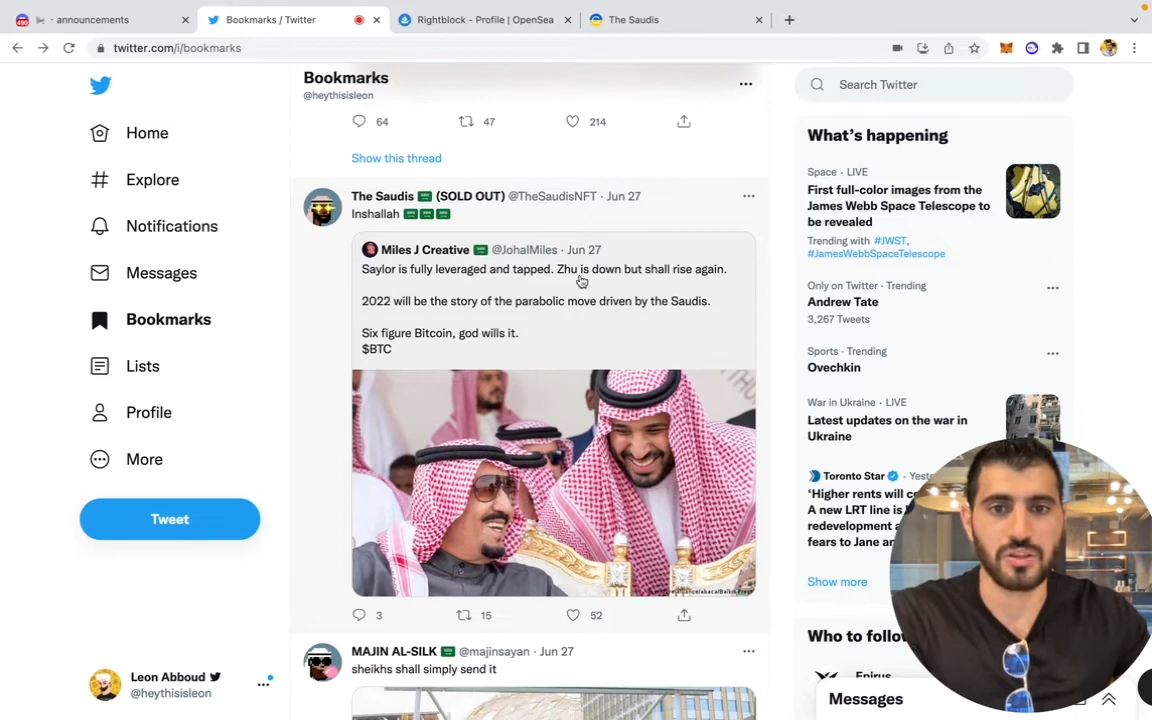 490
- announcements
Bookmarks / Twitter
Rightblock - Profile | OpenSea
The Saudis
twitter.com/i/bookmarks
Home
Explore
Notifications
Messages
Bookmarks
Lists
Profile
More
Tweet
Leon Abboud
@heythisisleon
Bookmarks
@heythisisleon
64
47
214
Show this thread
The Saudis 🇸🇦 (SOLD OUT) @TheSaudisNFT · Jun 27
Inshallah 🇸🇦🇸🇦🇸🇦
Miles J Creative 🇸🇦 @JohalMiles · Jun 27
Saylor is fully leveraged and tapped. Zhu is down but shall rise again.
2022 will be the story of the parabolic move driven by the Saudis.
Six figure Bitcoin, god wills it.
$BTC
3
15
52
MAJIN AL-SILK 🇸🇦 @majinsayan · Jun 27
sheikhs shall simply send it
Search Twitter
What's happening
Space · LIVE
First full-color images from the
James Webb Space Telescope to
be revealed
Trending with #JWST,
#JamesWebbSpaceTelescope
Only on Twitter · Trending
Andrew Tate
3,267 Tweets
Sports · Trending
Ovechkin
War in Ukraine · LIVE
Latest updates on the war in
Ukraine
Toronto Star
'Higher rents will
A new LRT line is
redevelopment
fears to Jane
Show more
Who to
Messages